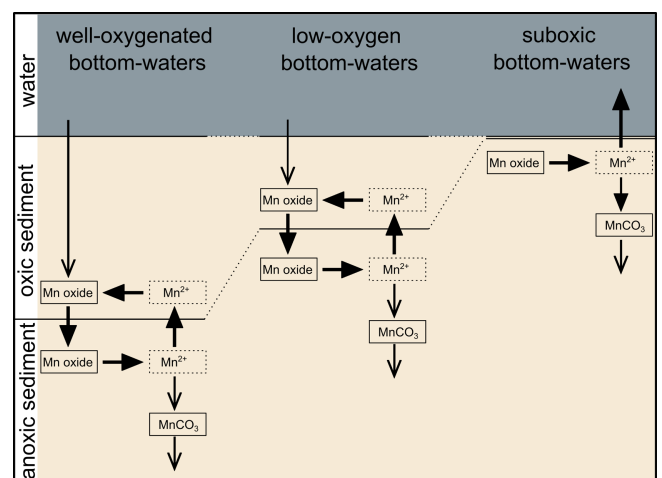 water
oxic sediment
anoxic sediment
well-oxygenated
bottom-waters
Mn oxide
Mn²⁺
Mn oxide
Mn²⁺
MnCO₃
low-oxygen
bottom-waters
Mn oxide
Mn²⁺
Mn oxide
Mn²⁺
MnCO₃
suboxic
bottom-waters
Mn oxide
Mn²⁺
MnCO₃